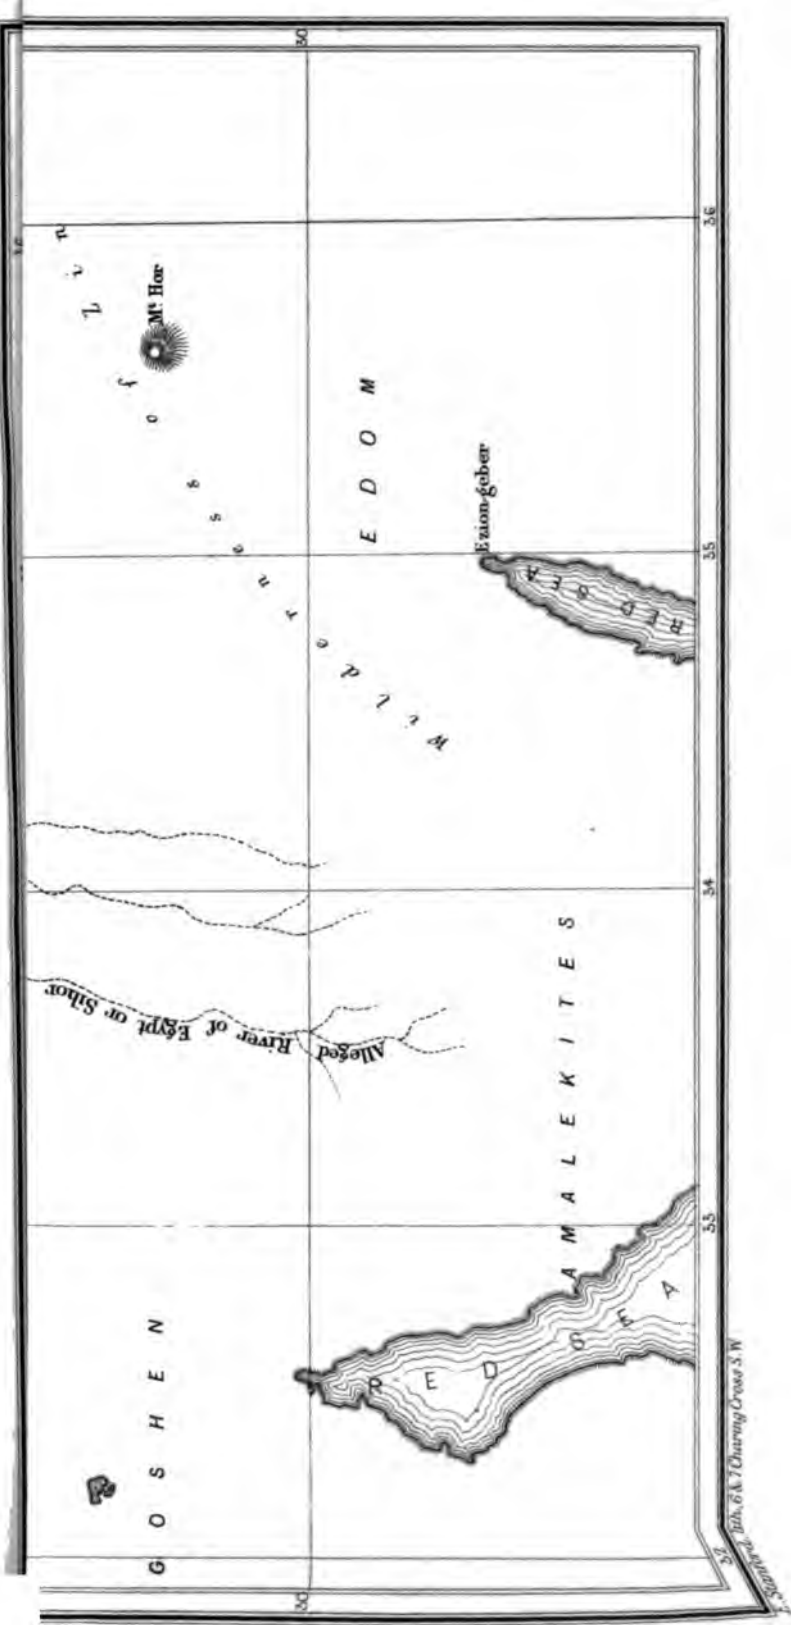 30
36
Wilderness of Zin
Mt. Hor
EDOM
Ezion-geber
35
RED SEA
34
AMALEKITES
Alleged River of Egypt or Sihor
33
RED SEA
GOSHEN
32
30
E. Stanford, lith, 6 & 7 Charing Cross S.W